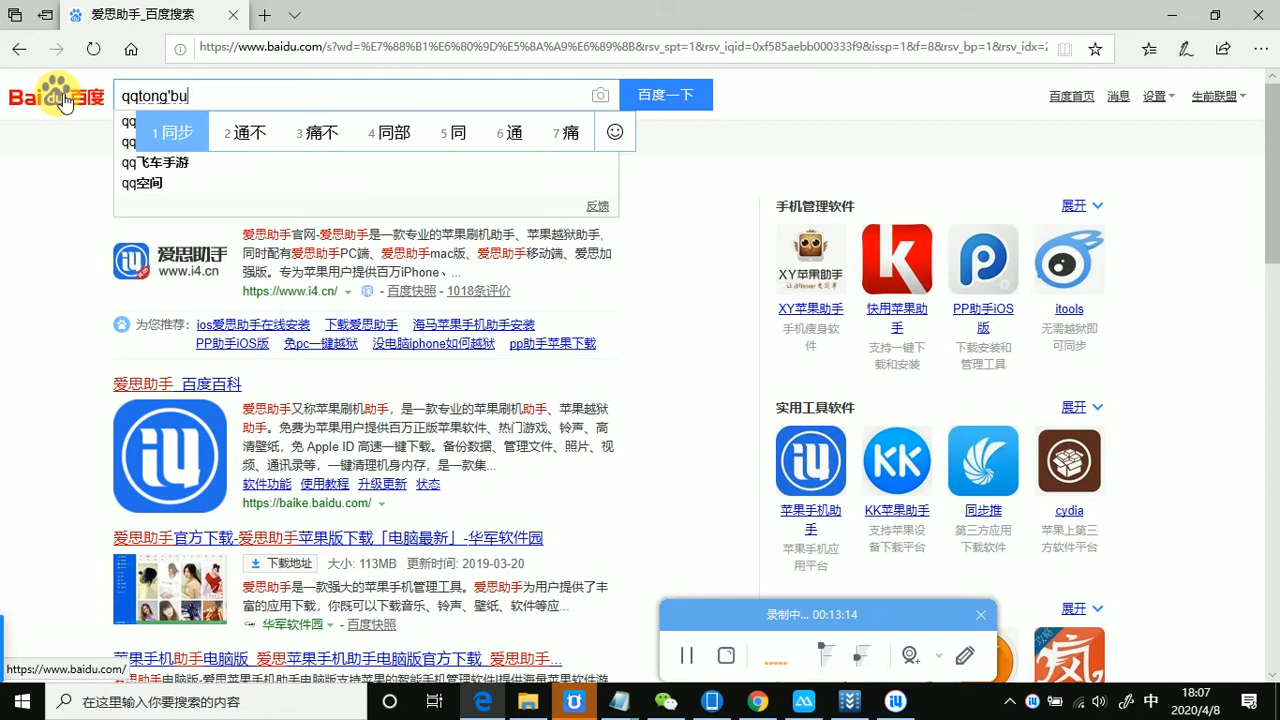 爱思助手_百度搜索
https://www.baidu.com/s?wd=%E7%88%B1%E6%80%9D%E5%8A%A9%E6%89%8B&rsv_spt=1&rsv_iqid=0xf585aebb000333f9&issp=1&f=8&rsv_bp=1&rsv_idx=2
Bai du 百度
qqtong'bu
百度一下
百度首页 消息 设置 生前联盟
qq
1 同步 2 通不 3 痛不 4 同部 5 同 6 通 7 痛
qq
qq飞车手游
qq空间
反馈
爱思助手官网-爱思助手是一款专业的苹果刷机助手、苹果越狱助手,
同时配有爱思助手PC端、爱思助手mac版、爱思助手移动端、爱思加
强版。专为苹果用户提供百万iPhone、...
爱思助手
www.i4.cn
https://www.i4.cn/ - 百度快照 - 1018条评价
为您推荐: ios爱思助手在线安装 下载爱思助手 海马苹果手机助手安装
PP助手iOS版 免pc一键越狱 没电脑iphone如何越狱 pp助手苹果下载
爱思助手_百度百科
爱思助手又称苹果刷机助手，是一款专业的苹果刷机助手、苹果越狱
助手。免费为苹果用户提供百万正版苹果软件、热门游戏、铃声、高
清壁纸，免 Apple ID 高速一键下载。备份数据、管理文件、照片、视
频、通讯录等，一键清理机身内存，是一款集...
软件功能 使用教程 升级更新 状态
https://baike.baidu.com/
爱思助手官方下载-爱思助手苹果版下载「电脑最新」-华军软件园
下载地址 大小: 113MB 更新时间: 2019-03-20
爱思助手是一款强大的苹果手机管理工具。爱思助手为用户提供了丰
富的应用下载，你既可以下载音乐、铃声、壁纸、软件等应...
华军软件园 - 百度快照
苹果手机助手电脑版_爱思苹果手机助手电脑版官方下载_爱思助...
手机管理软件 展开
XY苹果助手
XY苹果助手
手机瘦身软
件
快用苹果助
手
支持一键下
载和安装
PP助手iOS
版
下载安装和
管理工具
itools
无需越狱即
可同步
实用工具软件 展开
KK
苹果手机助
手
苹果手机应
用平台
KK苹果助手
支持苹果设
备下载平台
同步推
第三方应用
下载软件
cydia
苹果上第三
方软件平台
展开
攻略
疯
录制中... 00:13:14
https://www.baidu.com/
在这里输入你要搜索的内容
中
18:07
2020/4/8